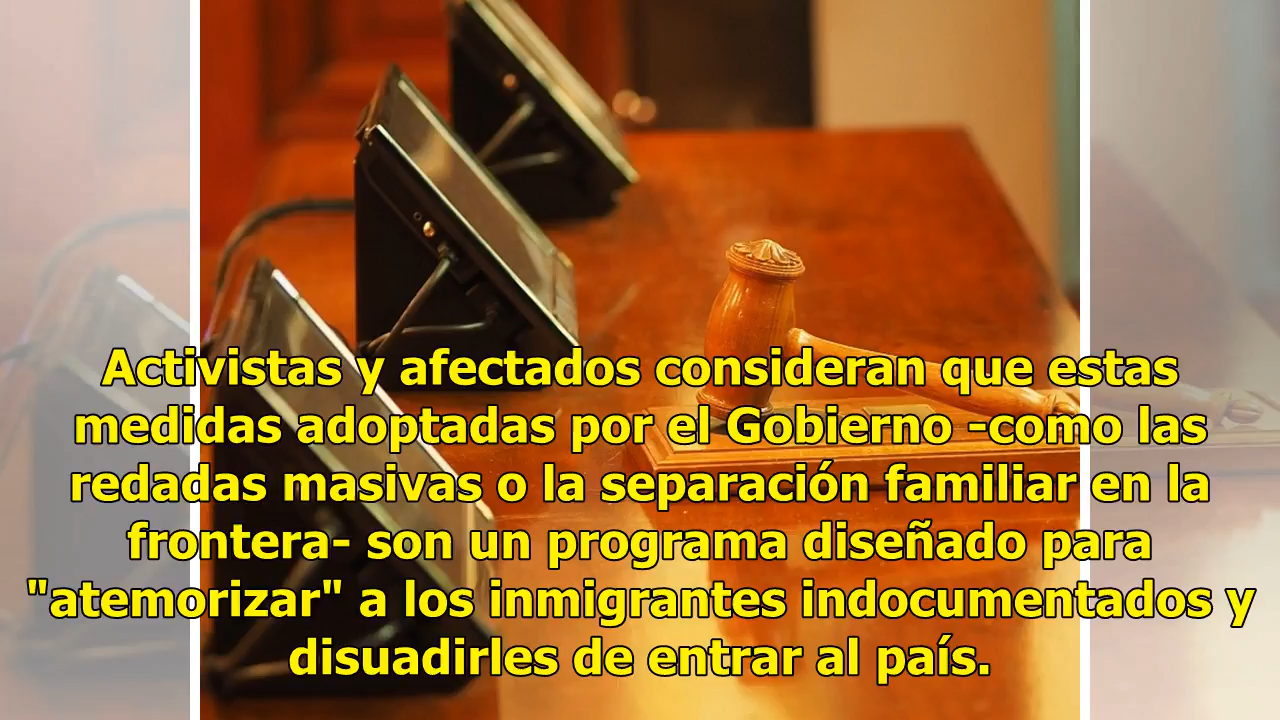 Activistas y afectados consideran que estas
medidas adoptadas por el Gobierno -como las
redadas masivas o la separación familiar en la
frontera- son un programa diseñado para
"atemorizar" a los inmigrantes indocumentados y
disuadirles de entrar al país.